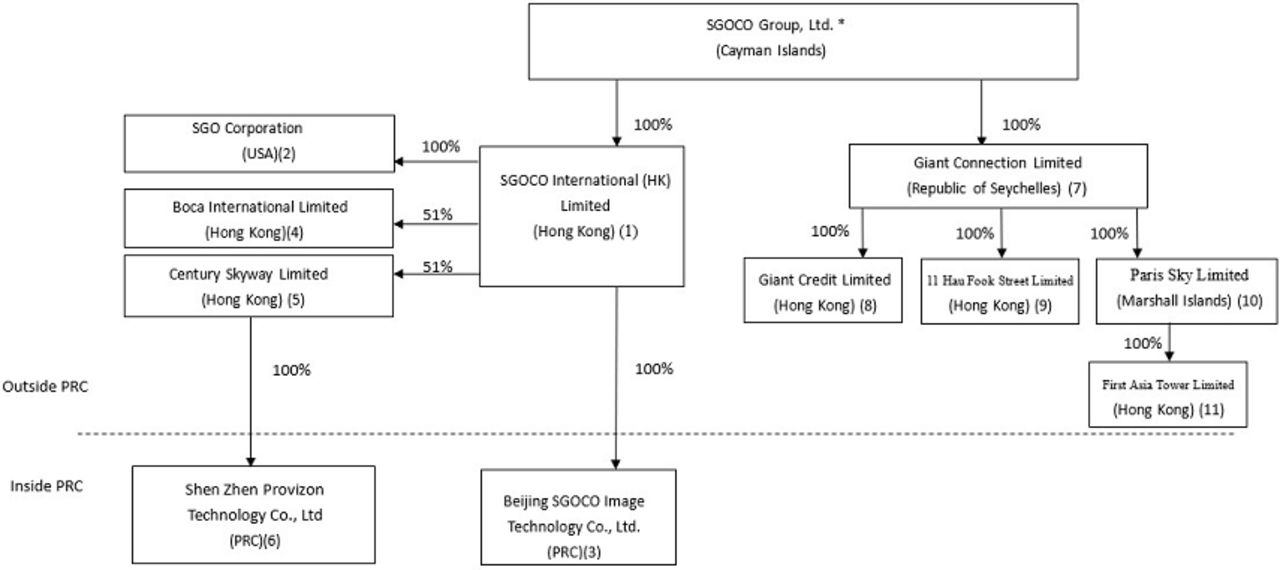 SGOCO Group, Ltd. *
(Cayman Islands)
100%
100%
SGO Corporation
(USA)(2)
100%
SGOCO International (HK)
Limited
(Hong Kong) (1)
Giant Connection Limited
(Republic of Seychelles) (7)
Boca International Limited
(Hong Kong)(4)
51%
Century Skyway Limited
(Hong Kong) (5)
51%
100%
100%
100%
Giant Credit Limited
(Hong Kong) (8)
11 Hau Fook Street Limited
(Hong Kong) (9)
Paris Sky Limited
(Marshall Islands) (10)
100%
First Asia Tower Limited
(Hong Kong) (11)
100%
100%
Outside PRC
Inside PRC
Shen Zhen Provizon
Technology Co., Ltd
(PRC)(6)
Beijing SGOCO Image
Technology Co., Ltd.
(PRC)(3)